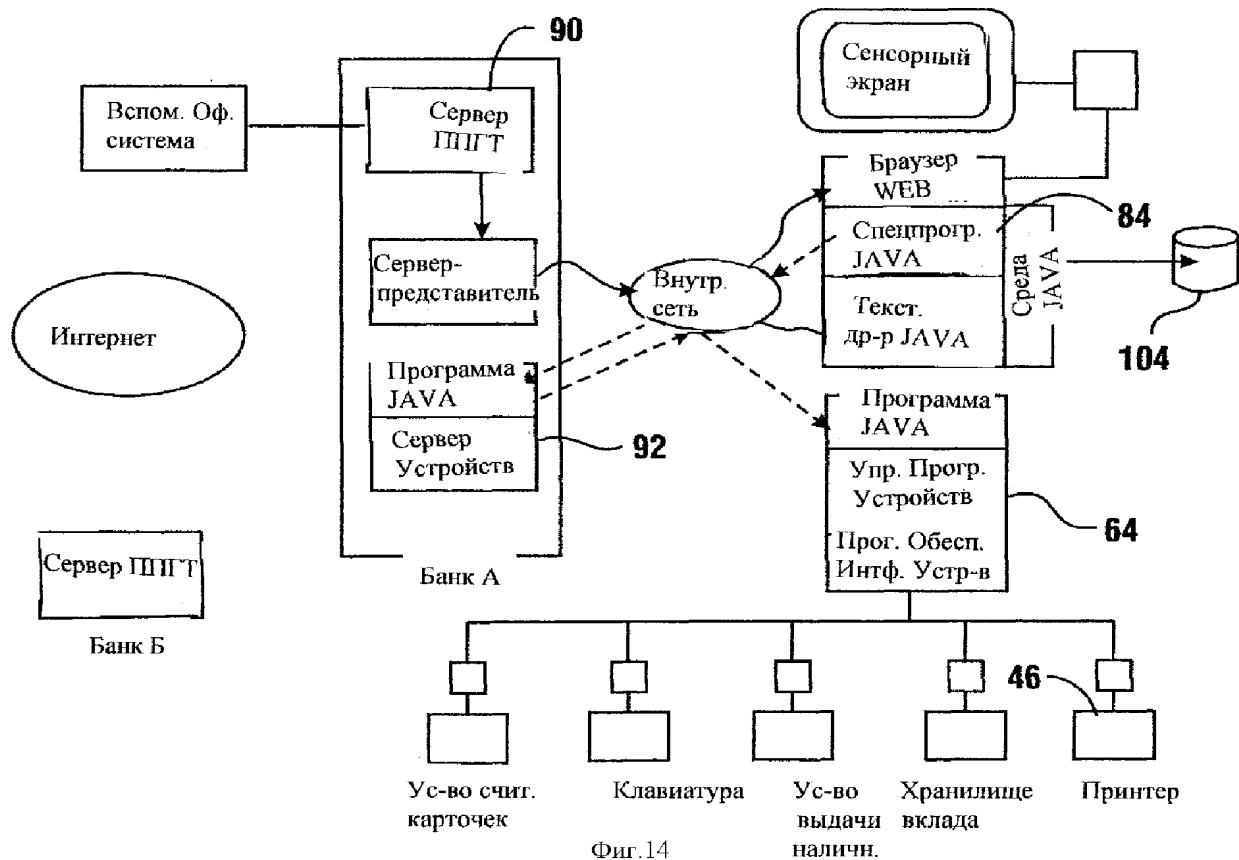 90
Сенсорный
экран
Вспом. Оф.
система
Сервер
ППГТ
Браузер
WEB
84
Спецпрогр.
JAVA
Среда
JAVA
104
Сервер-
представитель
Внутр.
сеть
Текст.
др-р JAVA
Интернет
Программа
JAVA
92
Сервер
Устройств
Программа
JAVA
Упр. Прогр.
Устройств
64
Прог. Обесп.
Интф. Устр-в
Сервер ППГТ
Банк А
Банк Б
46
Ус-во счит.
карточек
Клавиатура
Ус-во
выдачи
наличн.
Хранилище
вклада
Принтер
Фиг.14